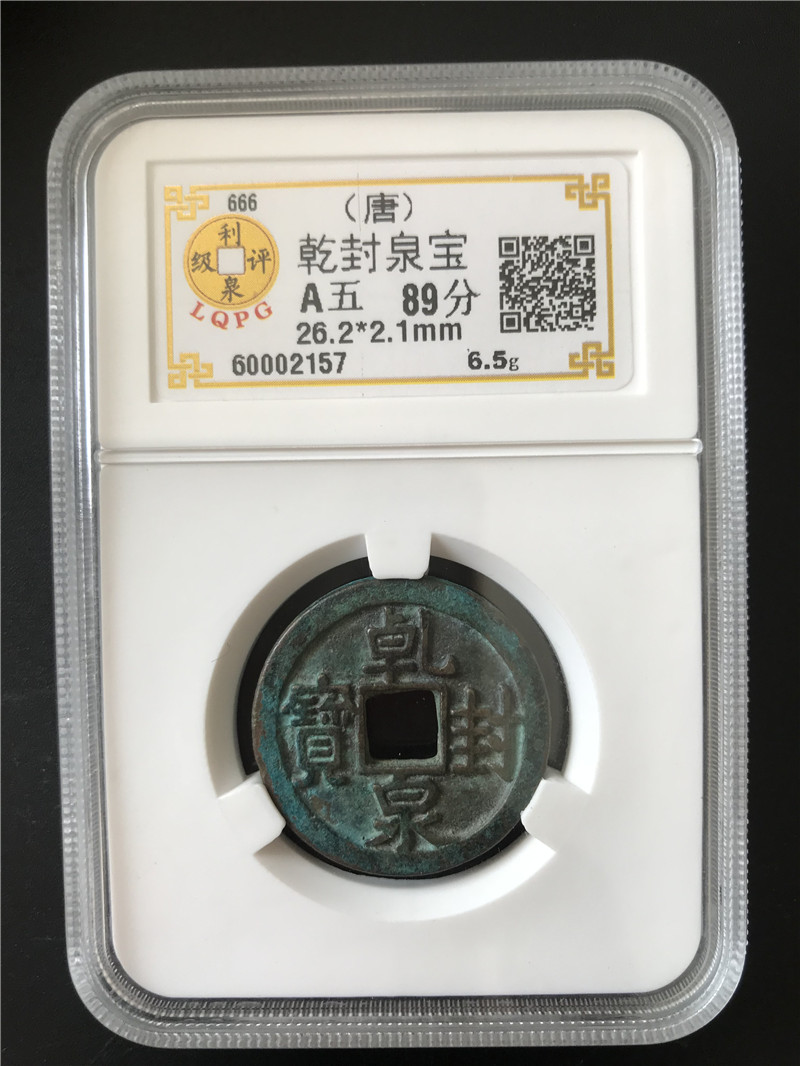 666
(唐)
利泉评级
LQPG
乾封泉宝
A五 89分
26.2*2.1mm
60002157 6.5g
乾封泉寶